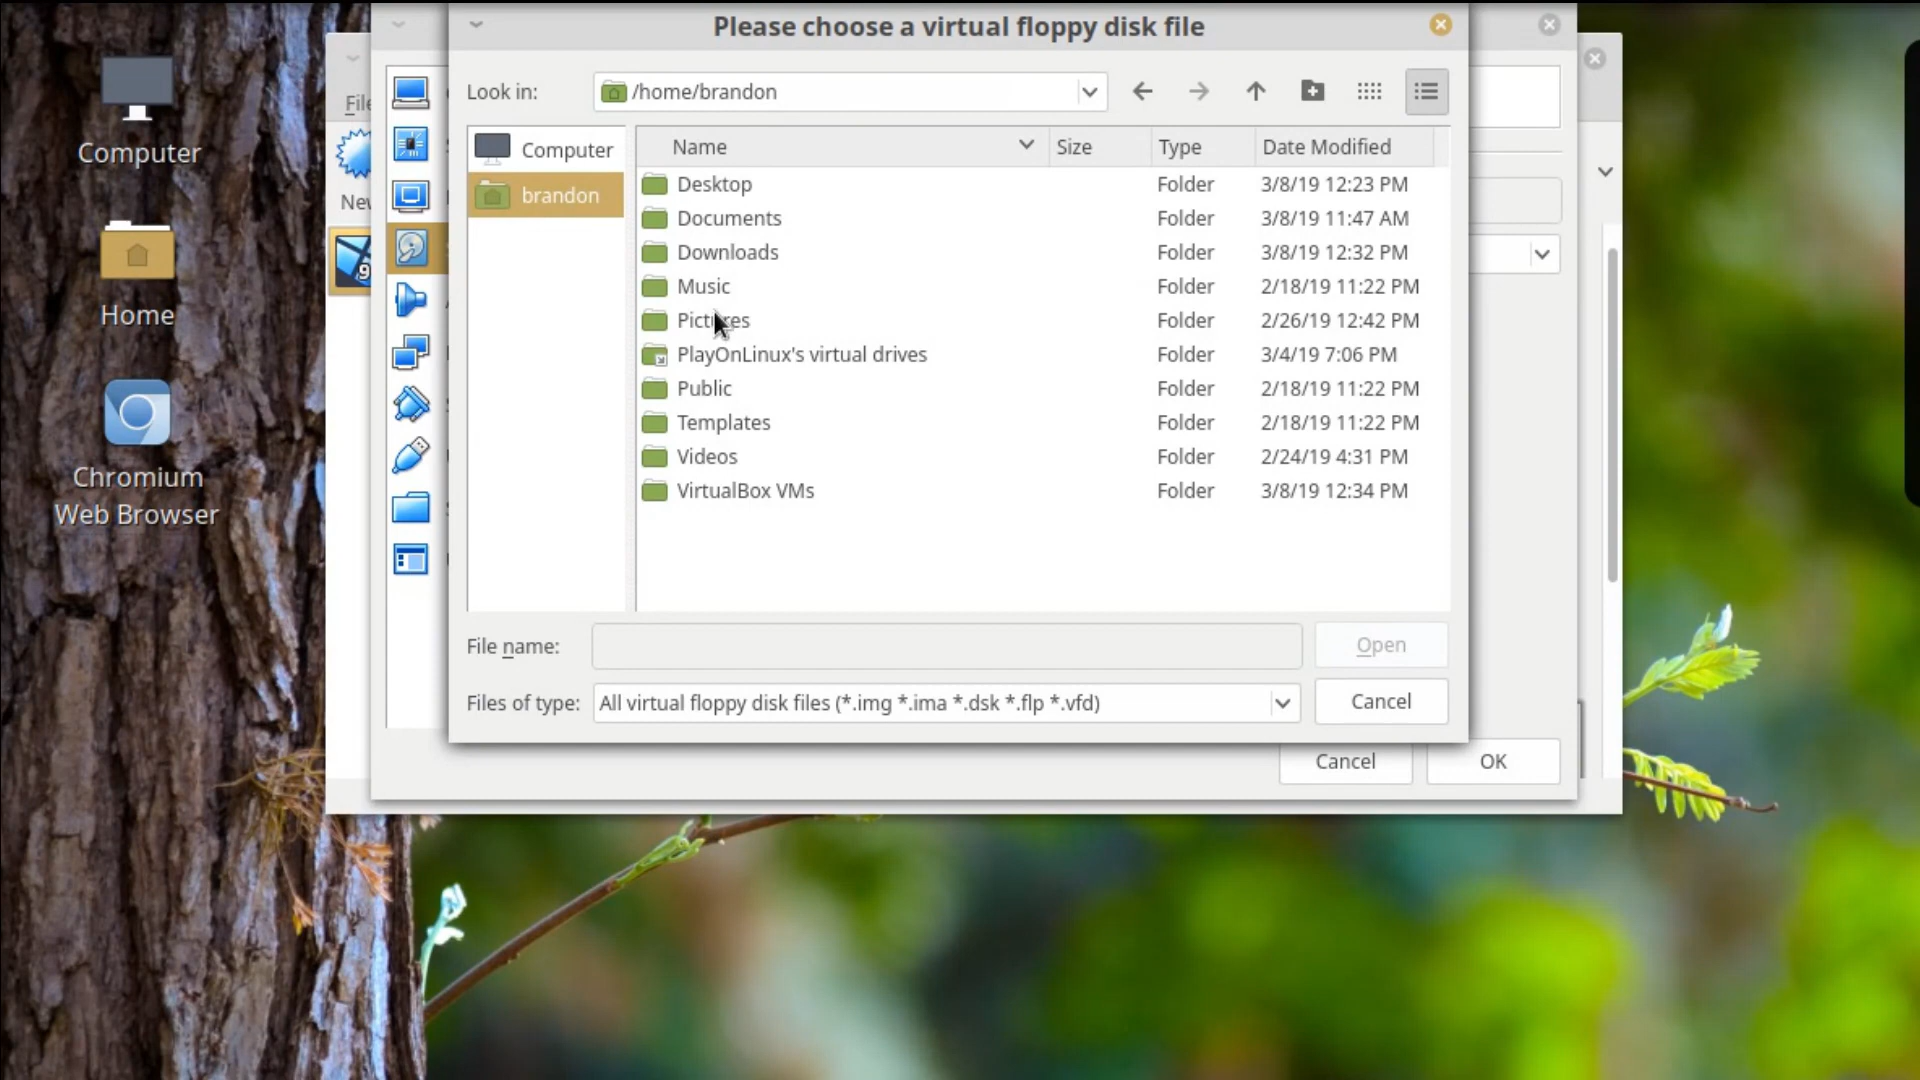 Please choose a virtual floppy disk file
Look in: /home/brandon
Computer
Home
Chromium
Web Browser
File
New
9
Computer
brandon
Name Size Type Date Modified
Desktop Folder 3/8/19 12:23 PM
Documents Folder 3/8/19 11:47 AM
Downloads Folder 3/8/19 12:32 PM
Music Folder 2/18/19 11:22 PM
Pictures Folder 2/26/19 12:42 PM
PlayOnLinux's virtual drives Folder 3/4/19 7:06 PM
Public Folder 2/18/19 11:22 PM
Templates Folder 2/18/19 11:22 PM
Videos Folder 2/24/19 4:31 PM
VirtualBox VMs Folder 3/8/19 12:34 PM
File name: Open
Files of type: All virtual floppy disk files (*.img *.ima *.dsk *.flp *.vfd) Cancel
Cancel OK